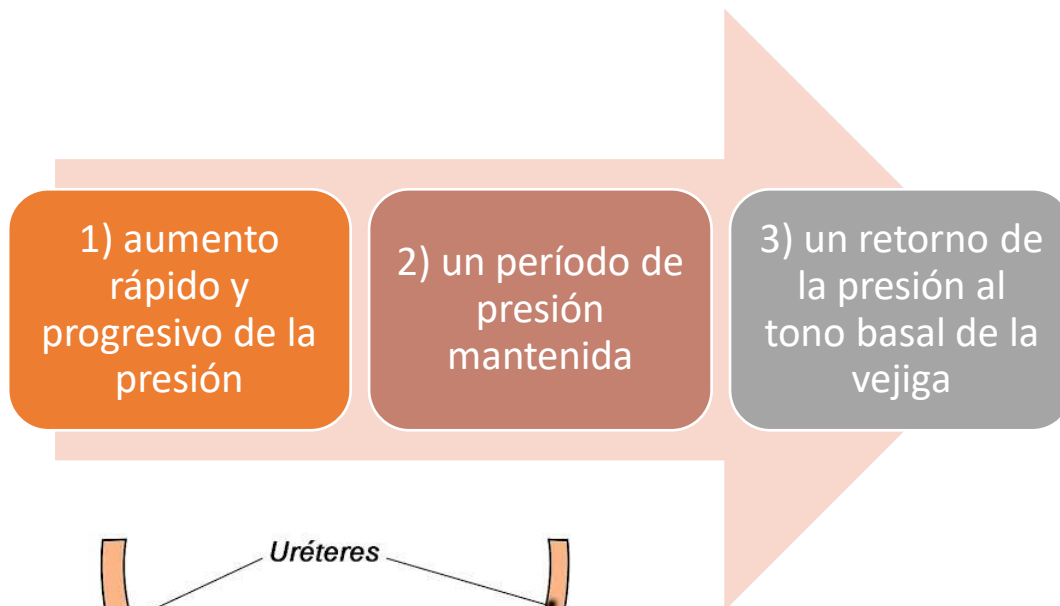 1) aumento
rápido y
progresivo de la
presión
2) un período de
presión
mantenida
3) un retorno de
la presión al
tono basal de la
vejiga
Uréteres